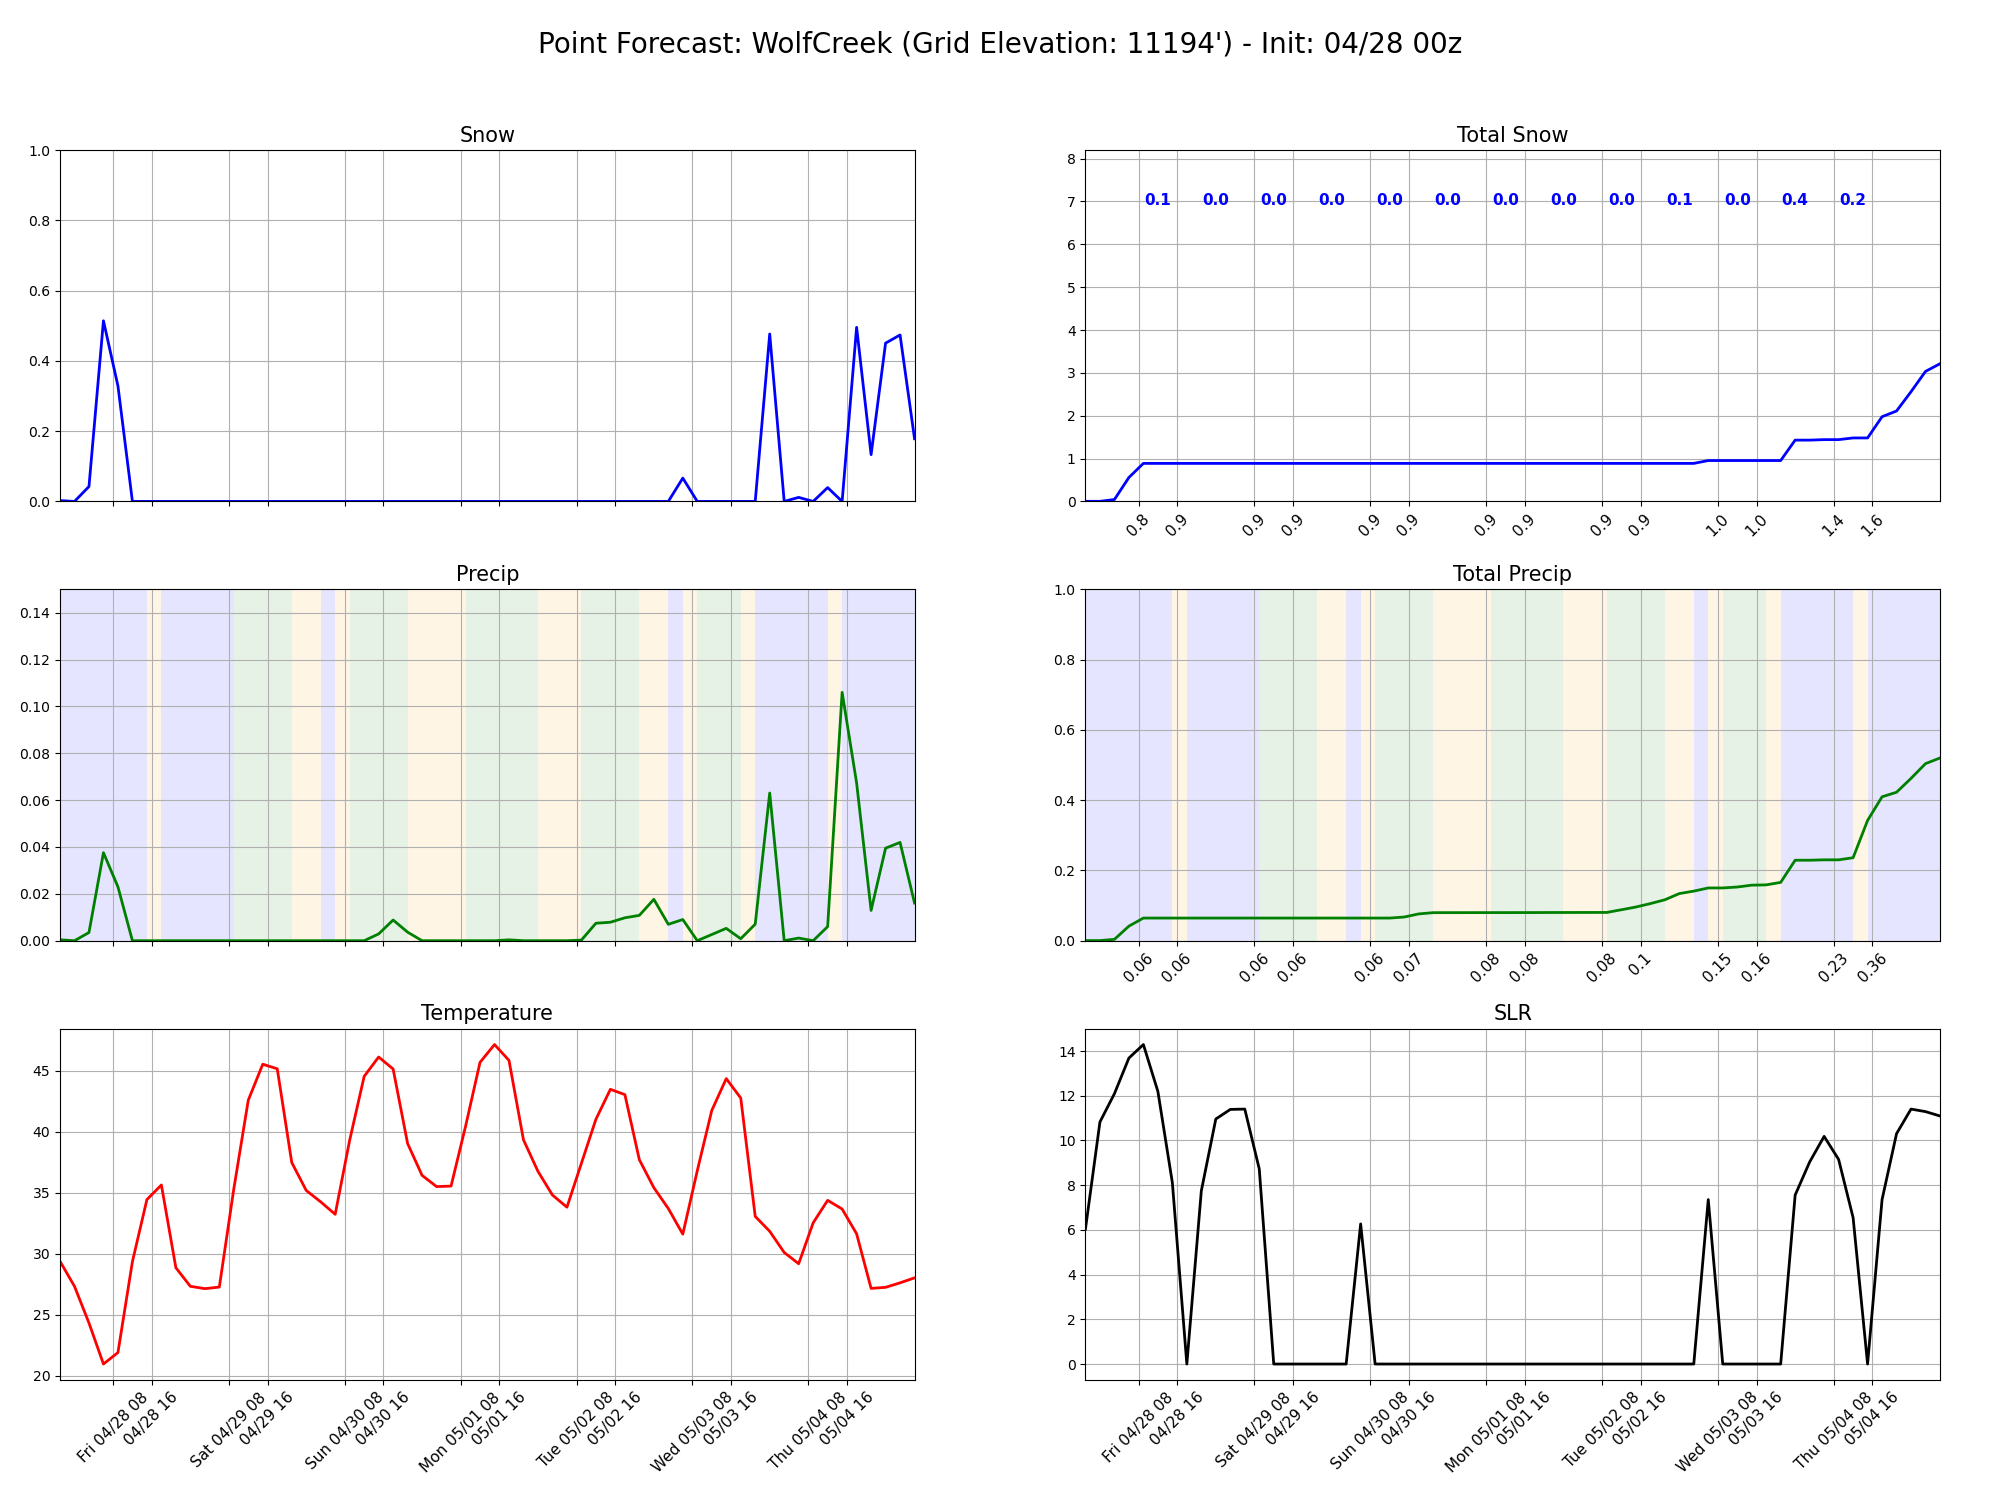 Point Forecast: WolfCreek (Grid Elevation: 11194') - Init: 04/28 00z
Snow
1.0
0.8
0.6
0.4
0.2
0.0
Total Snow
8
7
6
5
4
3
2
1
0
0.1 0.0 0.0 0.0 0.0 0.0 0.0 0.0 0.0 0.1 0.0 0.4 0.2
0.8 0.9 0.9 0.9 0.9 0.9 0.9 0.9 0.9 0.9 1.0 1.0 1.4 1.6
Precip
0.14
0.12
0.10
0.08
0.06
0.04
0.02
0.00
Total Precip
1.0
0.8
0.6
0.4
0.2
0.0
0.06 0.06 0.06 0.06 0.06 0.07 0.08 0.08 0.08 0.1 0.15 0.16 0.23 0.36
Temperature
45
40
35
30
25
20
Fri 04/28 08
04/28 16
Sat 04/29 08
04/29 16
Sun 04/30 08
04/30 16
Mon 05/01 08
05/01 16
Tue 05/02 08
05/02 16
Wed 05/03 08
05/03 16
Thu 05/04 08
05/04 16
SLR
14
12
10
8
6
4
2
0
Fri 04/28 08
04/28 16
Sat 04/29 08
04/29 16
Sun 04/30 08
04/30 16
Mon 05/01 08
05/01 16
Tue 05/02 08
05/02 16
Wed 05/03 08
05/03 16
Thu 05/04 08
05/04 16